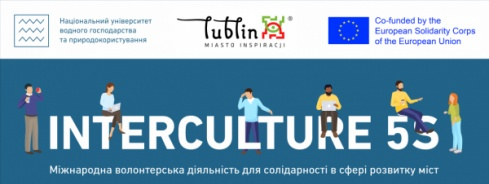 Національний університет
водного господарства
та природокористування
Lublin®
MIASTO INSPIRACJI
Co-funded by the
European Solidarity Corps
of the European Union
INTERCULTURE 5S
Міжнародна волонтерська діяльність для солідарності в сфері розвитку міст